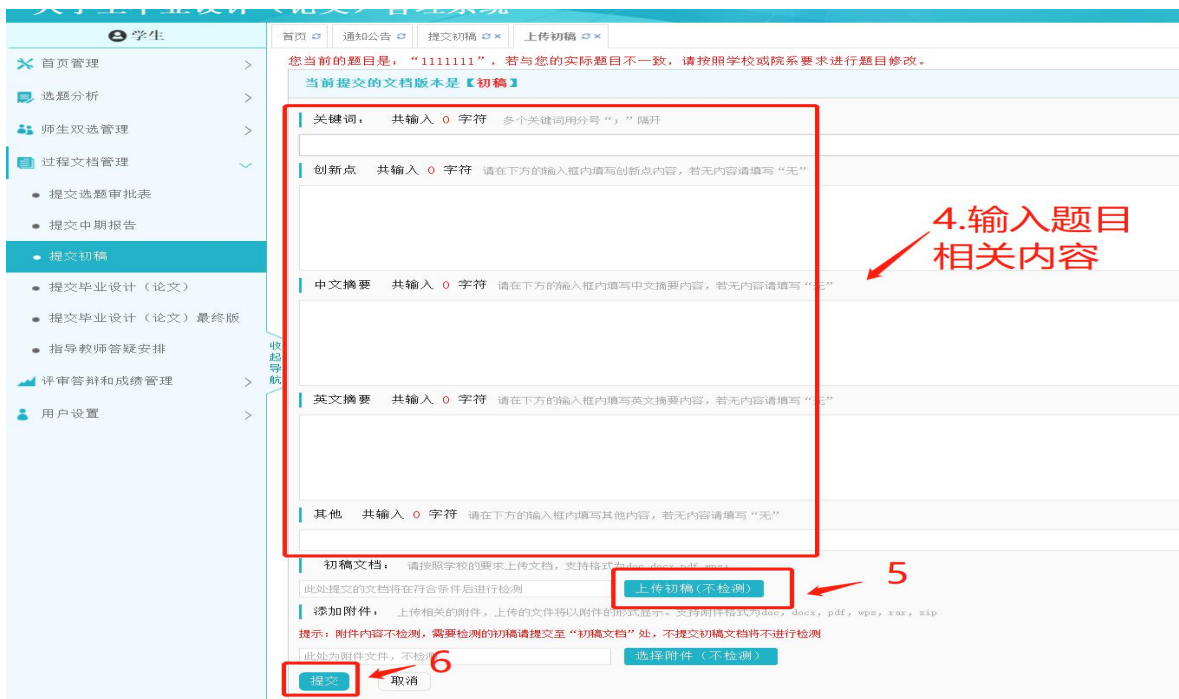 学生
首页 通知公告 提交初稿 上传初稿
首页管理
选题分析
师生双选管理
过程文档管理
提交选题审批表
提交中期报告
提交初稿
提交毕业设计（论文）
提交毕业设计（论文）最终版
指导教师答疑安排
评审答辩和成绩管理
用户设置
收起导航
您当前的题目是：“1111111”，若与您的实际题目不一致，请按照学校或院系要求进行题目修改。
当前提交的文档版本是【初稿】
关键词： 共输入 0 字符 多个关键词用分号“；”隔开
创新点 共输入 0 字符 请在下方的输入框内填写创新点内容，若无内容请填写“无”
4.输入题目
相关内容
中文摘要 共输入 0 字符 请在下方的输入框内填写中文摘要内容，若无内容请填写“无”
英文摘要 共输入 0 字符 请在下方的输入框内填写英文摘要内容，若无内容请填写“无”
其他 共输入 0 字符 请在下方的输入框内填写其他内容，若无内容请填写“无”
初稿文档： 请按照学校的要求上传文档，支持格式为doc,docx,pdf,wps;
此处提交的文档将在符合条件后进行检测 上传初稿(不检测) 5
添加附件： 上传相关的附件，上传的文件将以附件的形式显示。支持附件格式为doc, docx, pdf, wps, rar, zip
提示：附件内容不检测，需要检测的初稿请提交至“初稿文档”处，不提交初稿文档将不进行检测
此处为附件文件，不检测 选择附件（不检测）
6
提交 取消